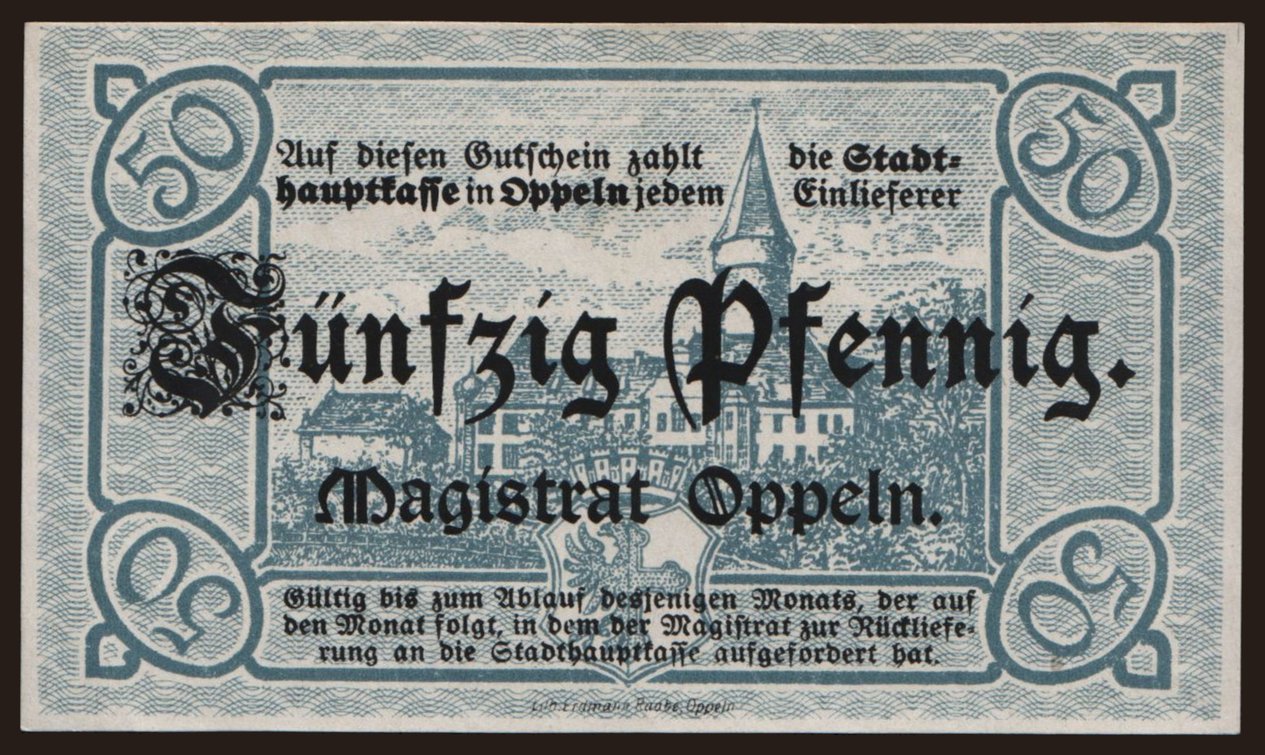 50
50
Auf diesen Gutschein zahlt die Stadt-
hauptkasse in Oppeln jedem Einlieferer
Fünfzig Pfennig.
Magistrat Oppeln.
Gültig bis zum Ablauf desjenigen Monats, der auf
den Monat folgt, in dem der Magistrat zur Rückliefe-
rung an die Stadthauptkasse aufgefordert hat.
50
50
Lith. Erdmann Raabe, Oppeln